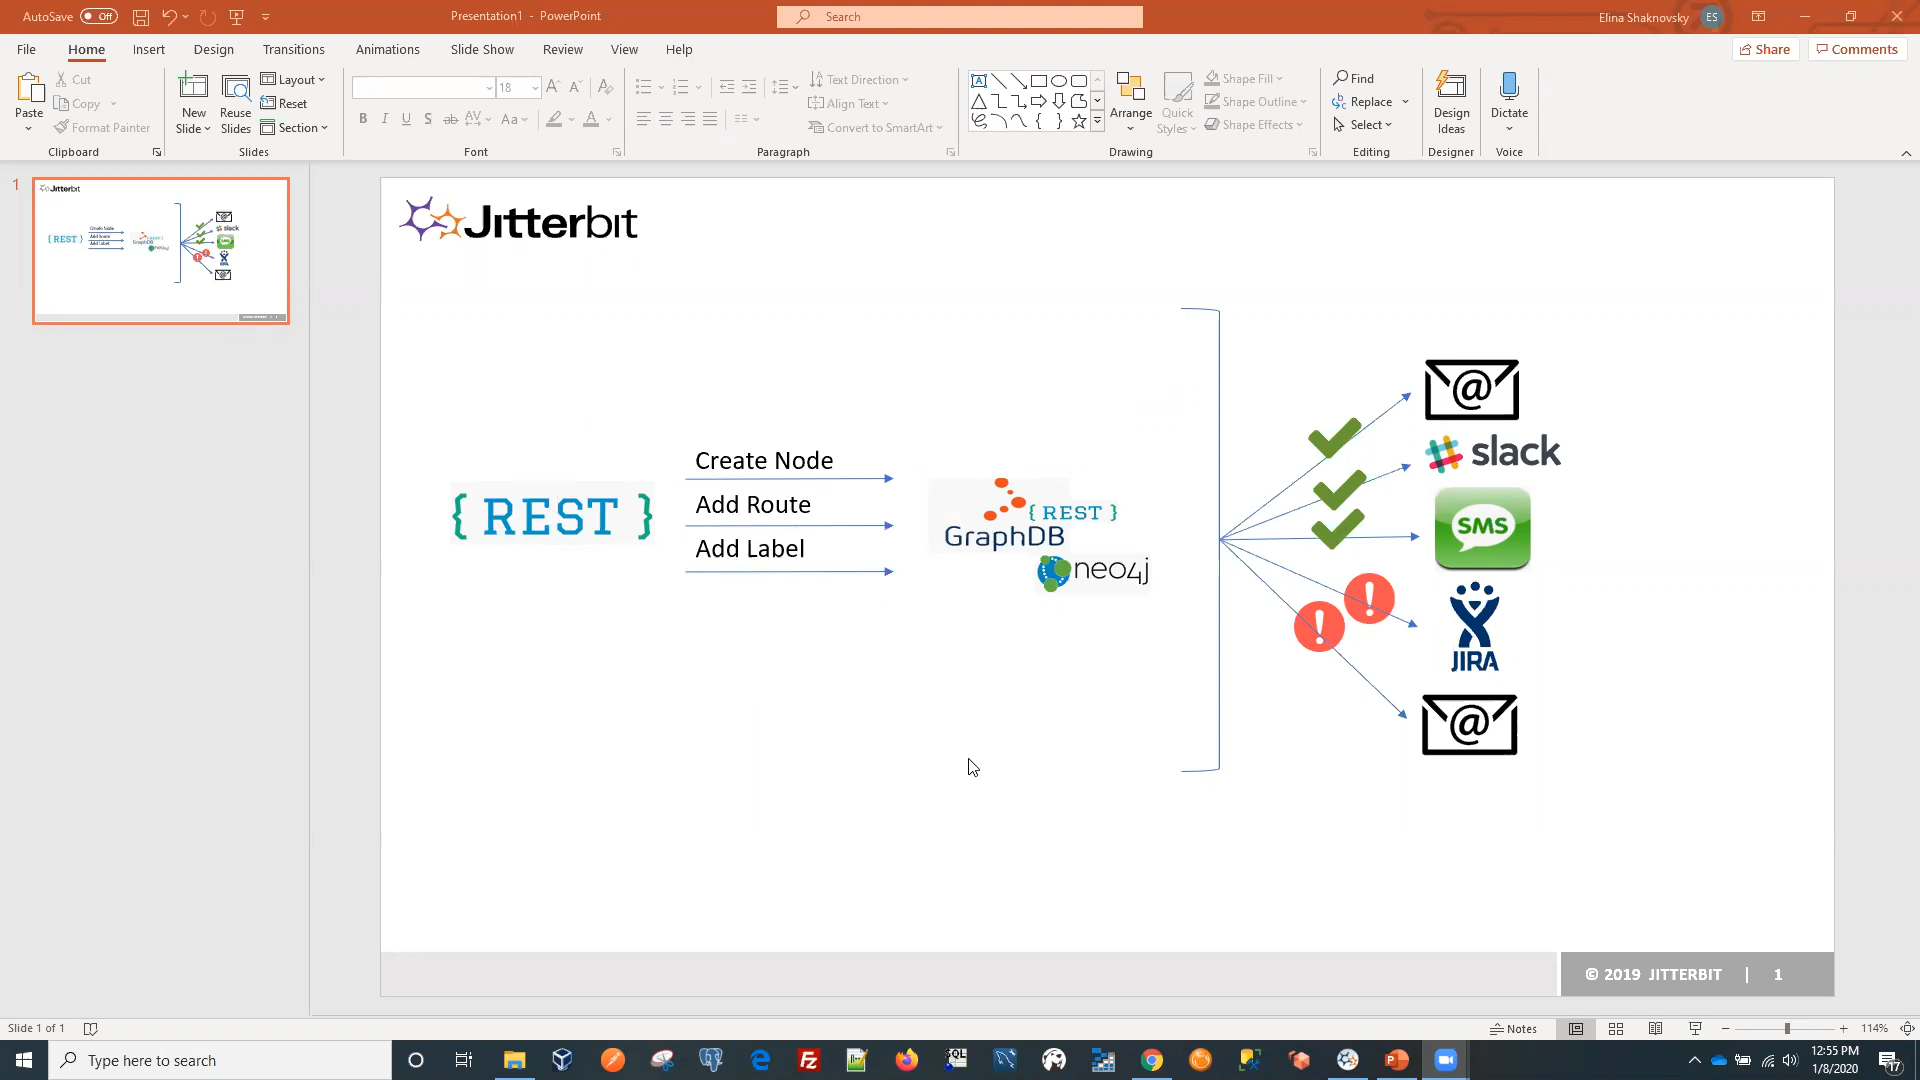 AutoSave Off
Presentation1 - PowerPoint
Search
Elina Shaknovsky ES
File Home Insert Design Transitions Animations Slide Show Review View Help
Share Comments
Paste
Cut
Copy
Format Painter
Clipboard
New Slide
Reuse Slides
Layout
Reset
Section
Slides
18
B I U S ab AV Aa A
Font
Text Direction
Align Text
Convert to SmartArt
Paragraph
Arrange
Quick Styles
Shape Fill
Shape Outline
Shape Effects
Drawing
Find
Replace
Select
Editing
Design Ideas
Designer
Dictate
Voice
1
Jitterbit
{ REST }
Create Node
Add Route
Add Label
GraphDB
{ REST }
neo4j
@
slack
SMS
JIRA
@
© 2019 JITTERBIT | 1
Slide 1 of 1
Notes
114%
Type here to search
12:55 PM
1/8/2020
17